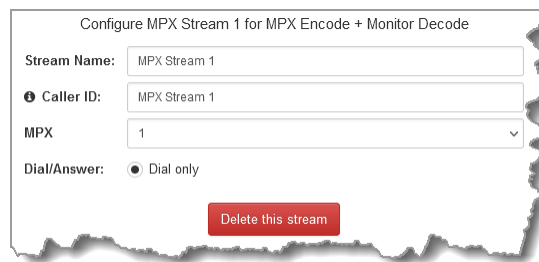 Configure MPX Stream 1 for MPX Encode + Monitor Decode
Stream Name: MPX Stream 1
Caller ID: MPX Stream 1
MPX 1
Dial/Answer: Dial only
Delete this stream